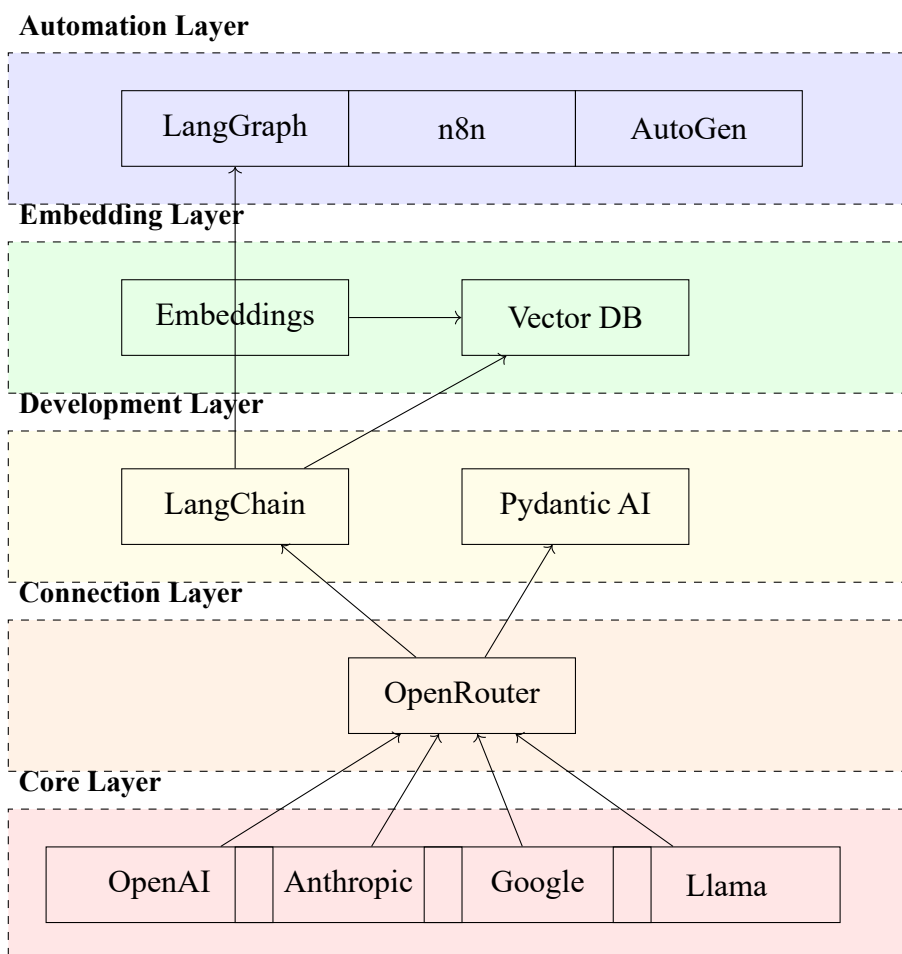 Automation Layer
LangGraph
n8n
AutoGen
Embedding Layer
Embeddings
Vector DB
Development Layer
LangChain
Pydantic AI
Connection Layer
OpenRouter
Core Layer
OpenAI
Anthropic
Google
Llama